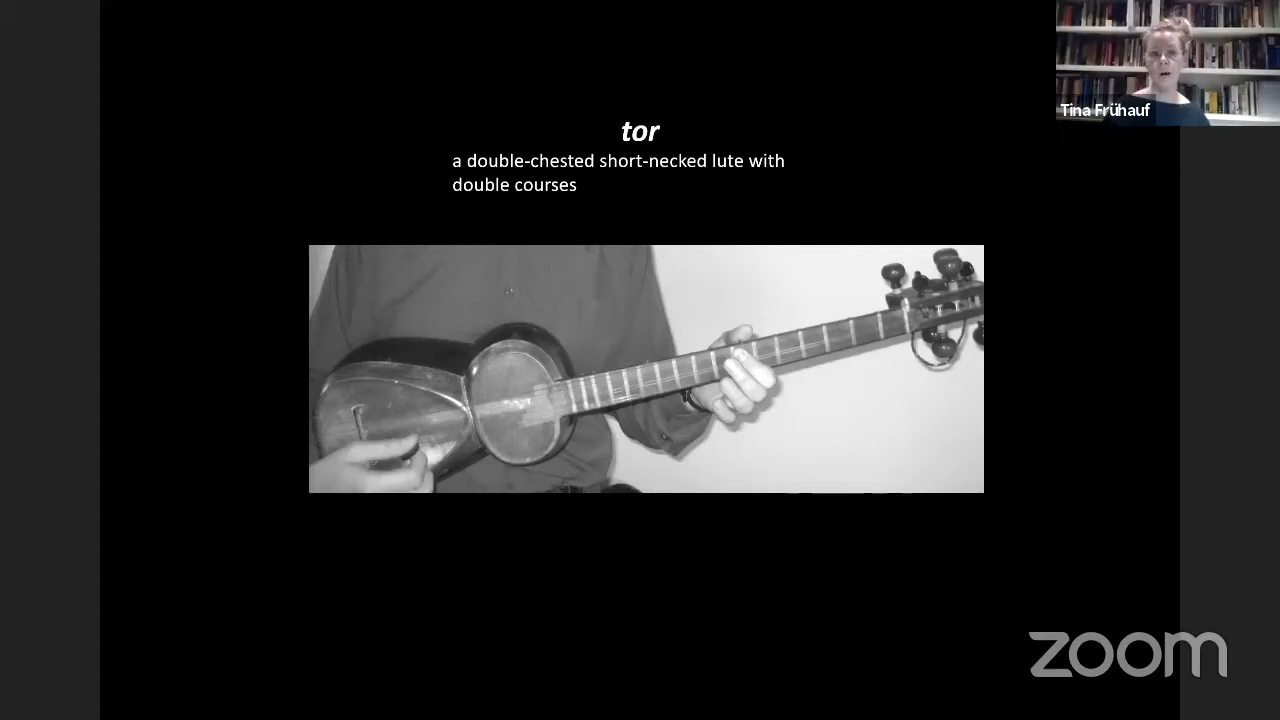 tor
a double-chested short-necked lute with
double courses
Tina Frühauf
zoom